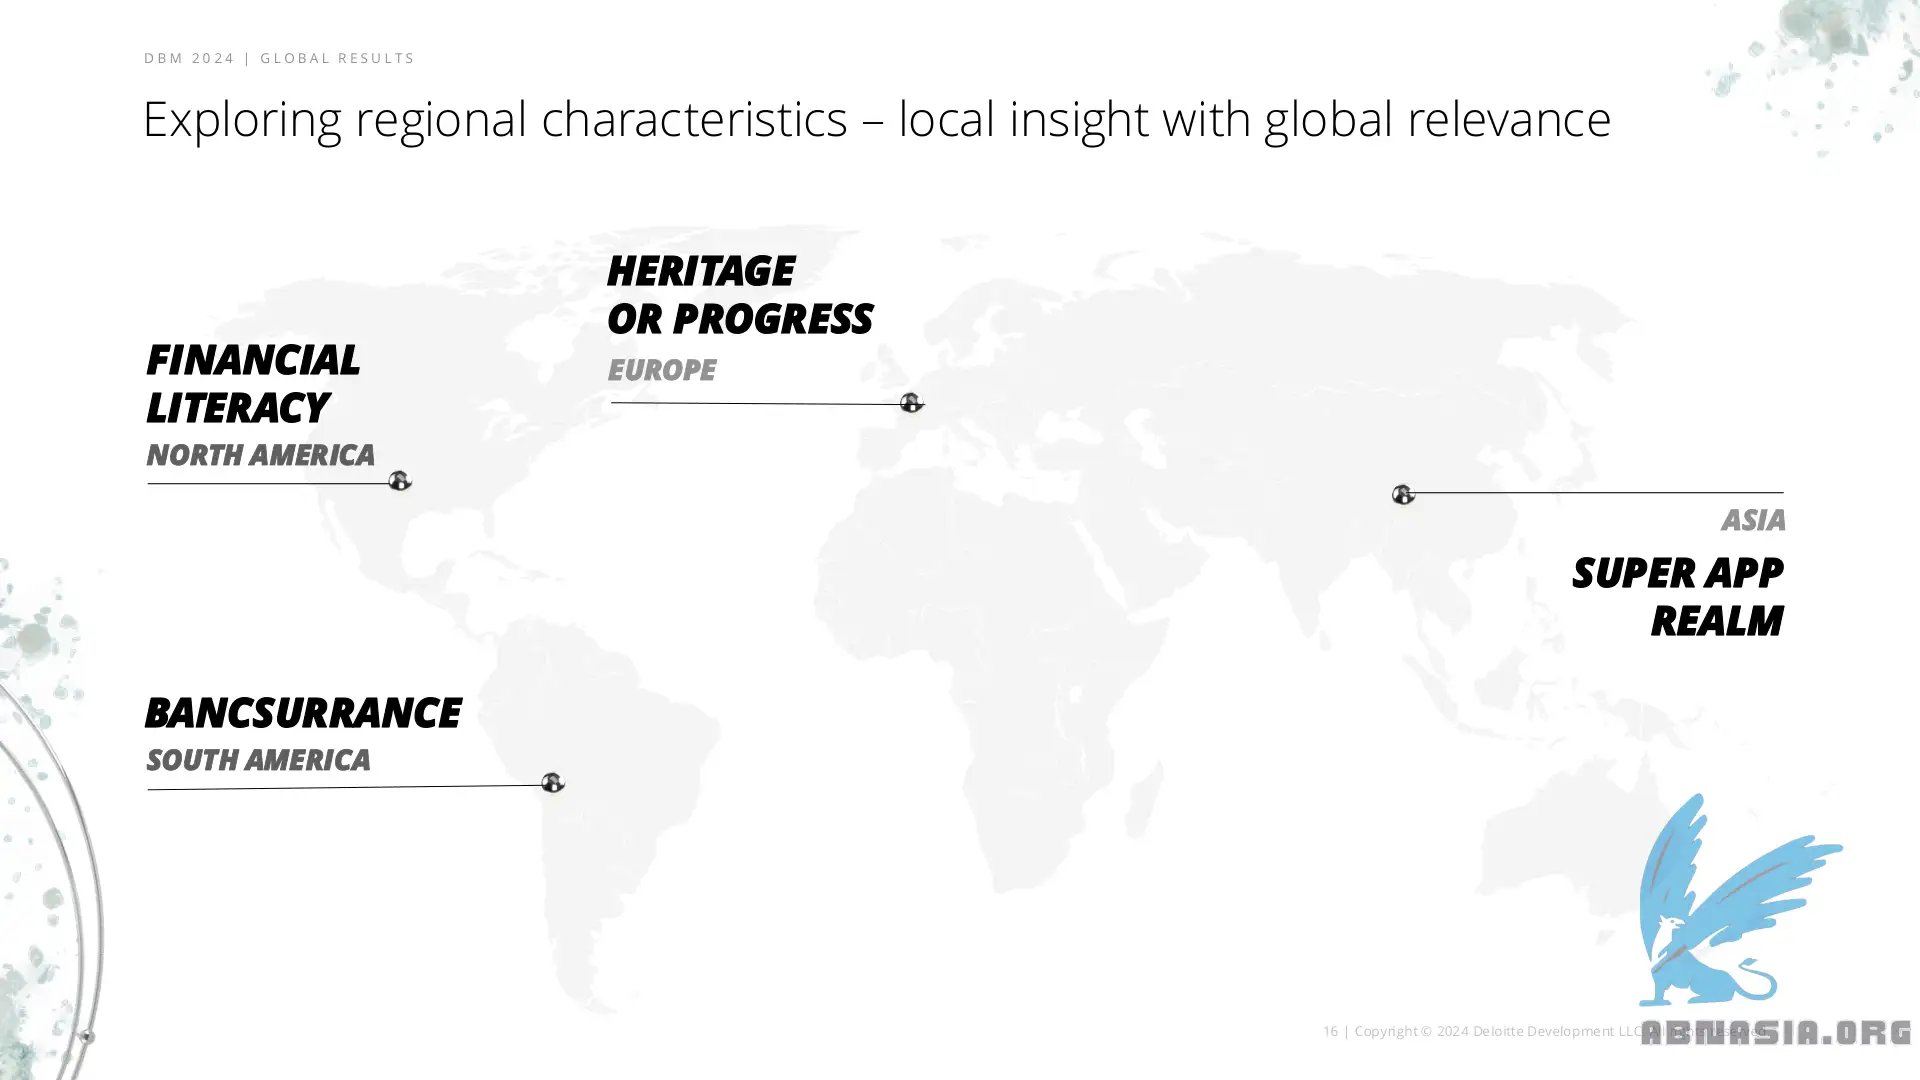 DBM 2024 | GLOBAL RESULTS
Exploring regional characteristics – local insight with global relevance
HERITAGE
OR PROGRESS
EUROPE
FINANCIAL
LITERACY
NORTH AMERICA
ASIA
SUPER APP
REALM
BANCSURRANCE
SOUTH AMERICA
16 | Copyright © 2024 Deloitte Development LLC. All rights reserved.
ABNASIA.ORG